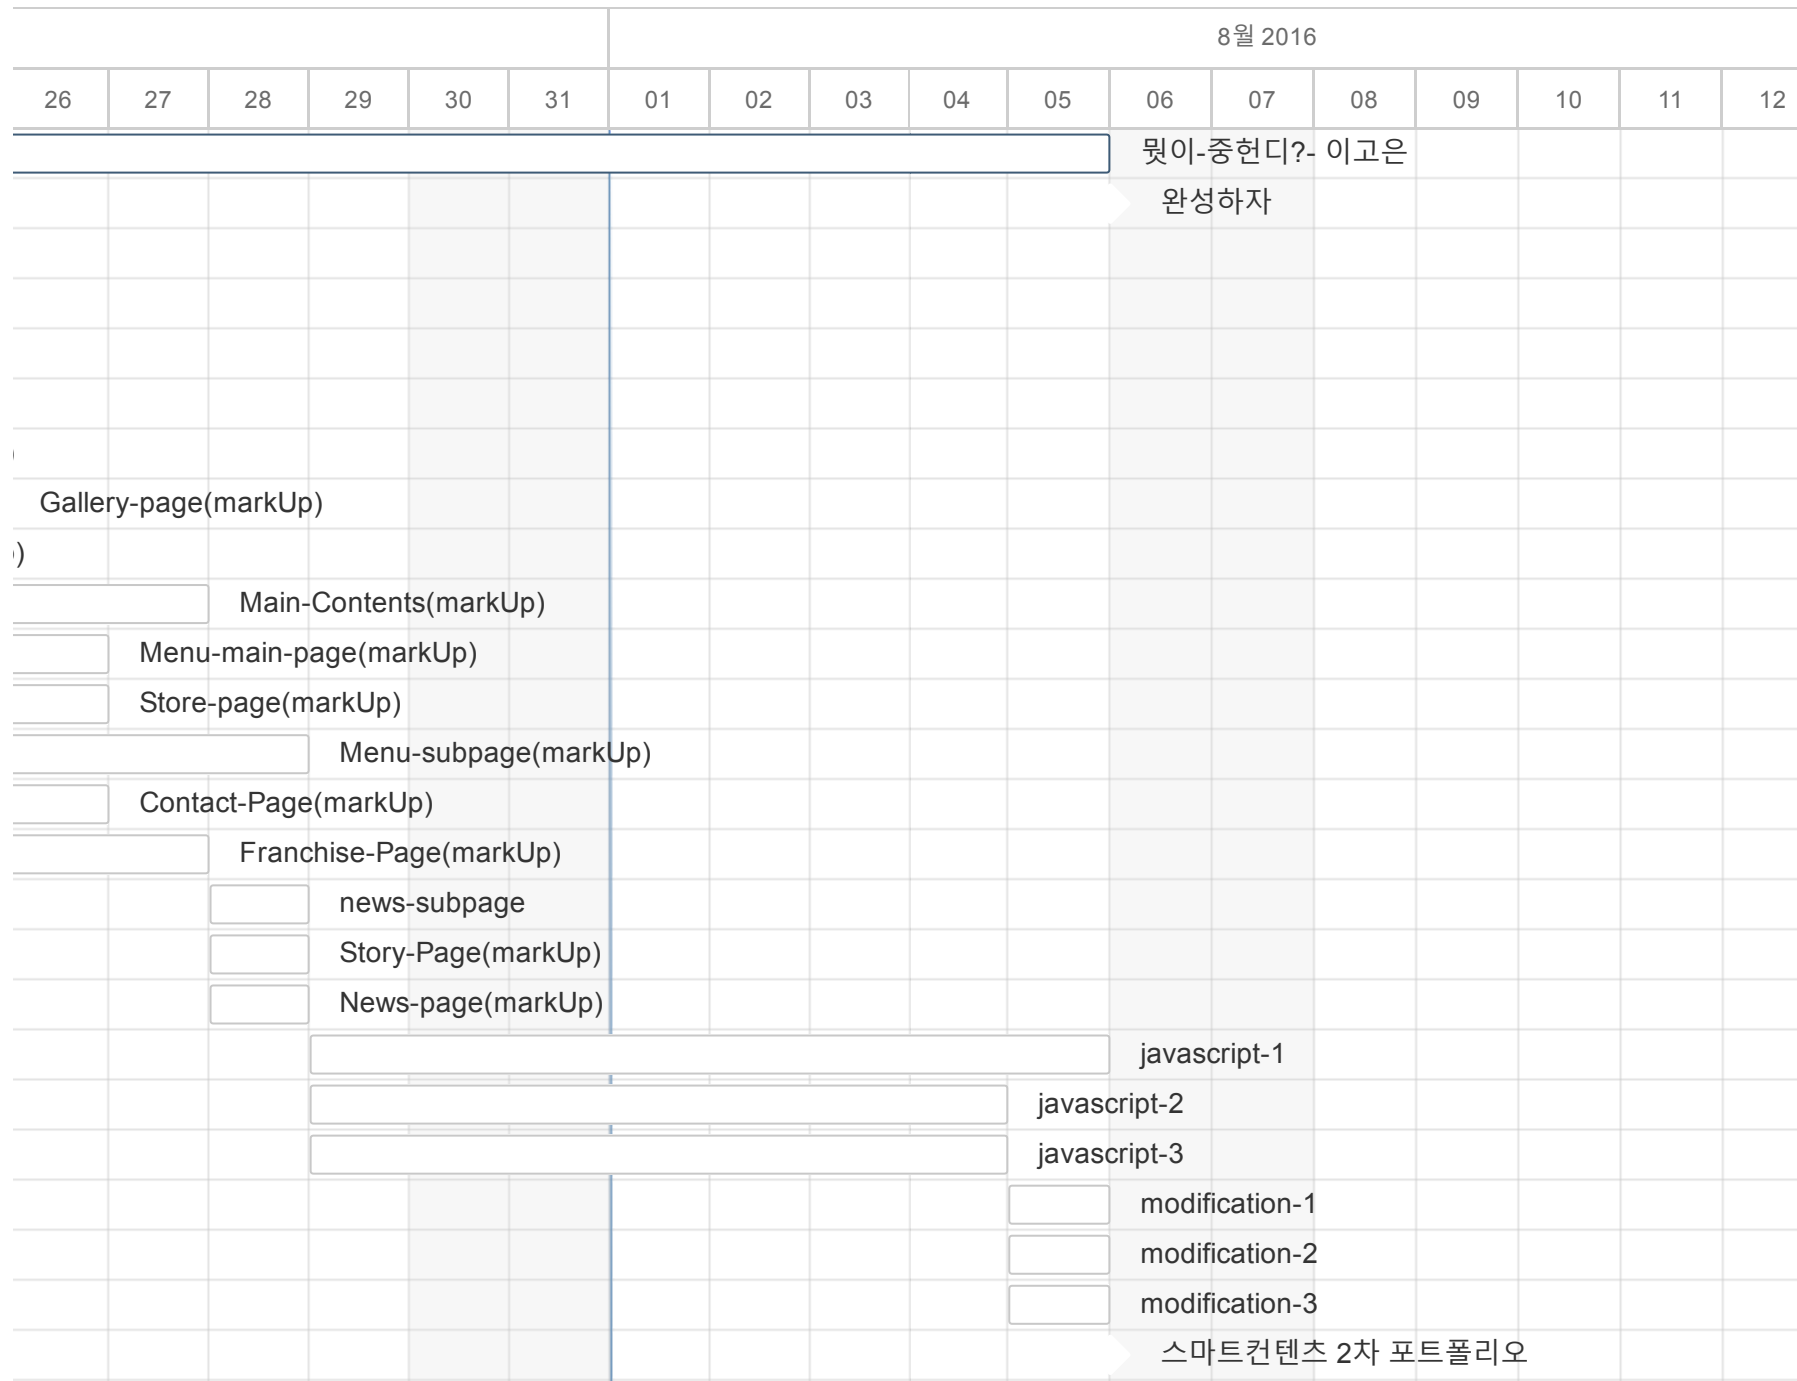 8월 2016
26 27 28 29 30 31 01 02 03 04 05 06 07 08 09 10 11 12
뭣이-중헌디?- 이고은
완성하자
)
Gallery-page(markUp)
)
Main-Contents(markUp)
Menu-main-page(markUp)
Store-page(markUp)
Menu-subpage(markUp)
Contact-Page(markUp)
Franchise-Page(markUp)
news-subpage
Story-Page(markUp)
News-page(markUp)
javascript-1
javascript-2
javascript-3
modification-1
modification-2
modification-3
스마트컨텐츠 2차 포트폴리오